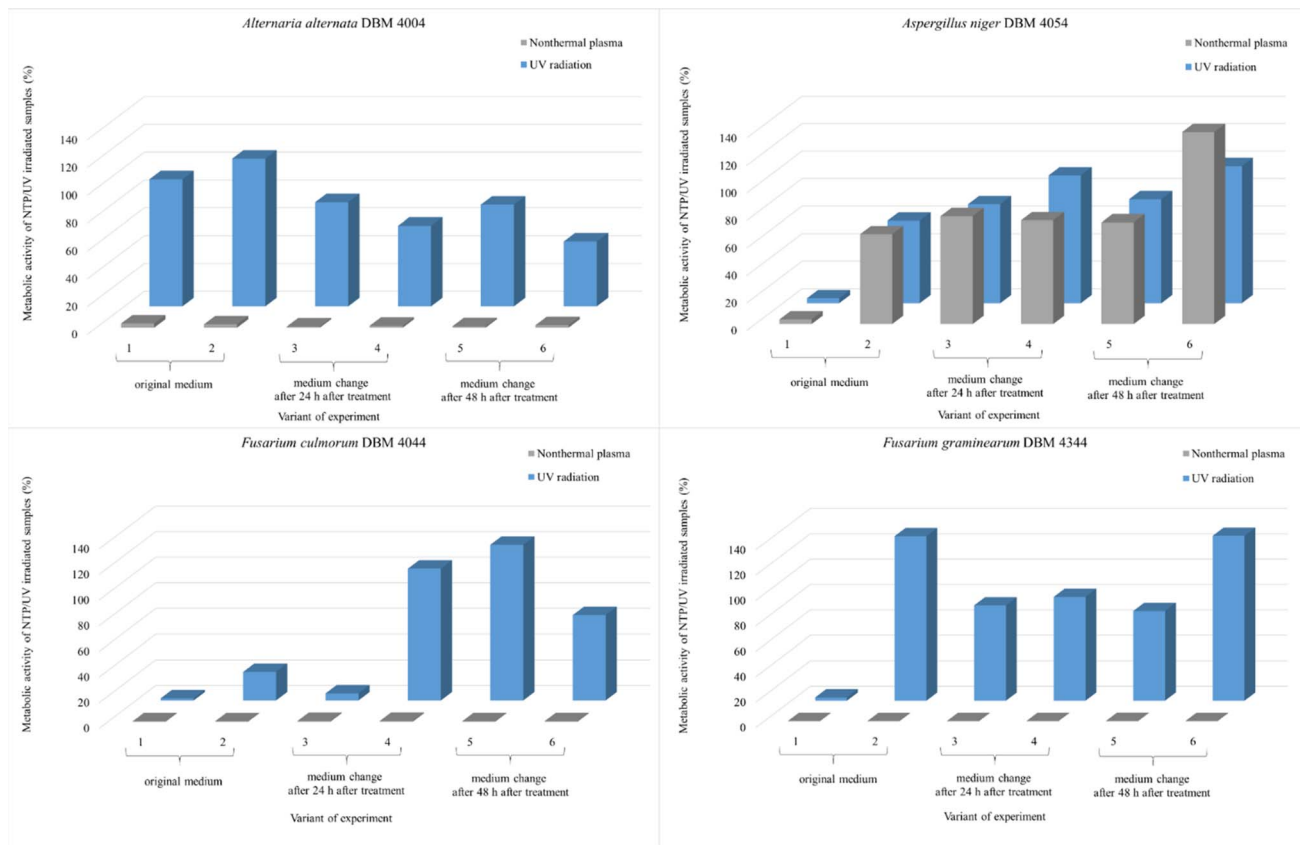 Alternaria alternata DBM 4004
Nonthermal plasma
UV radiation
Metabolic activity of NTP/UV irradiated samples (%)
140
120
100
80
60
40
20
0
1 2 3 4 5 6
original medium
medium change
after 24 h after treatment
medium change
after 48 h after treatment
Variant of experiment
Aspergillus niger DBM 4054
Nonthermal plasma
UV radiation
Metabolic activity of NTP/UV irradiated samples (%)
140
120
100
80
60
40
20
0
1 2 3 4 5 6
original medium
medium change
after 24 h after treatment
medium change
after 48 h after treatment
Variant of experiment
Fusarium culmorum DBM 4044
Nonthermal plasma
UV radiation
Metabolic activity of NTP/UV irradiated samples (%)
140
120
100
80
60
40
20
0
1 2 3 4 5 6
original medium
medium change
after 24 h after treatment
medium change
after 48 h after treatment
Variant of experiment
Fusarium graminearum DBM 4344
Nonthermal plasma
UV radiation
Metabolic activity of NTP/UV irradiated samples (%)
140
120
100
80
60
40
20
0
1 2 3 4 5 6
original medium
medium change
after 24 h after treatment
medium change
after 48 h after treatment
Variant of experiment